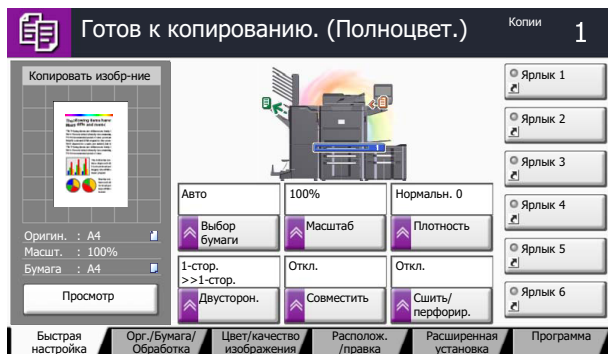 Готов к копированию. (Полноцвет.)
Копии
1
Копировать изобр-ние
Оригин. : A4
Масшт. : 100%
Бумага : A4
Просмотр
1
Авто
Выбор
бумаги
100%
Масштаб
Нормальн. 0
Плотность
1-стор.
>>1-стор.
Двусторон.
Откл.
Совместить
Откл.
Сшить/
перфорир.
Ярлык 1
Ярлык 2
Ярлык 3
Ярлык 4
Ярлык 5
Ярлык 6
Быстрая
настройка
Орг./Бумага/
Обработка
Цвет/качество
изображения
Располож.
/правка
Расширенная
установка
Программа